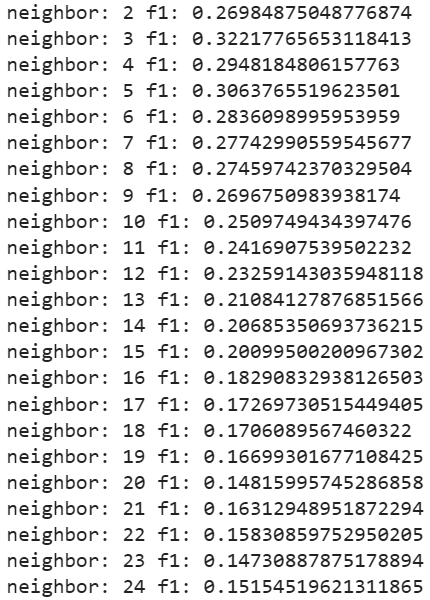 neighbor: 2 f1: 0.26984875048776874
neighbor: 3 f1: 0.32217765653118413
neighbor: 4 f1: 0.2948184806157763
neighbor: 5 f1: 0.3063765519623501
neighbor: 6 f1: 0.2836098995953959
neighbor: 7 f1: 0.27742990559545677
neighbor: 8 f1: 0.27459742370329504
neighbor: 9 f1: 0.2696750983938174
neighbor: 10 f1: 0.2509749434397476
neighbor: 11 f1: 0.2416907539502232
neighbor: 12 f1: 0.23259143035948118
neighbor: 13 f1: 0.21084127876851566
neighbor: 14 f1: 0.20685350693736215
neighbor: 15 f1: 0.20099500200967302
neighbor: 16 f1: 0.18290832938126503
neighbor: 17 f1: 0.17269730515449405
neighbor: 18 f1: 0.1706089567460322
neighbor: 19 f1: 0.16699301677108425
neighbor: 20 f1: 0.14815995745286858
neighbor: 21 f1: 0.16312948951872294
neighbor: 22 f1: 0.15830859752950205
neighbor: 23 f1: 0.14730887875178894
neighbor: 24 f1: 0.15154519621311865